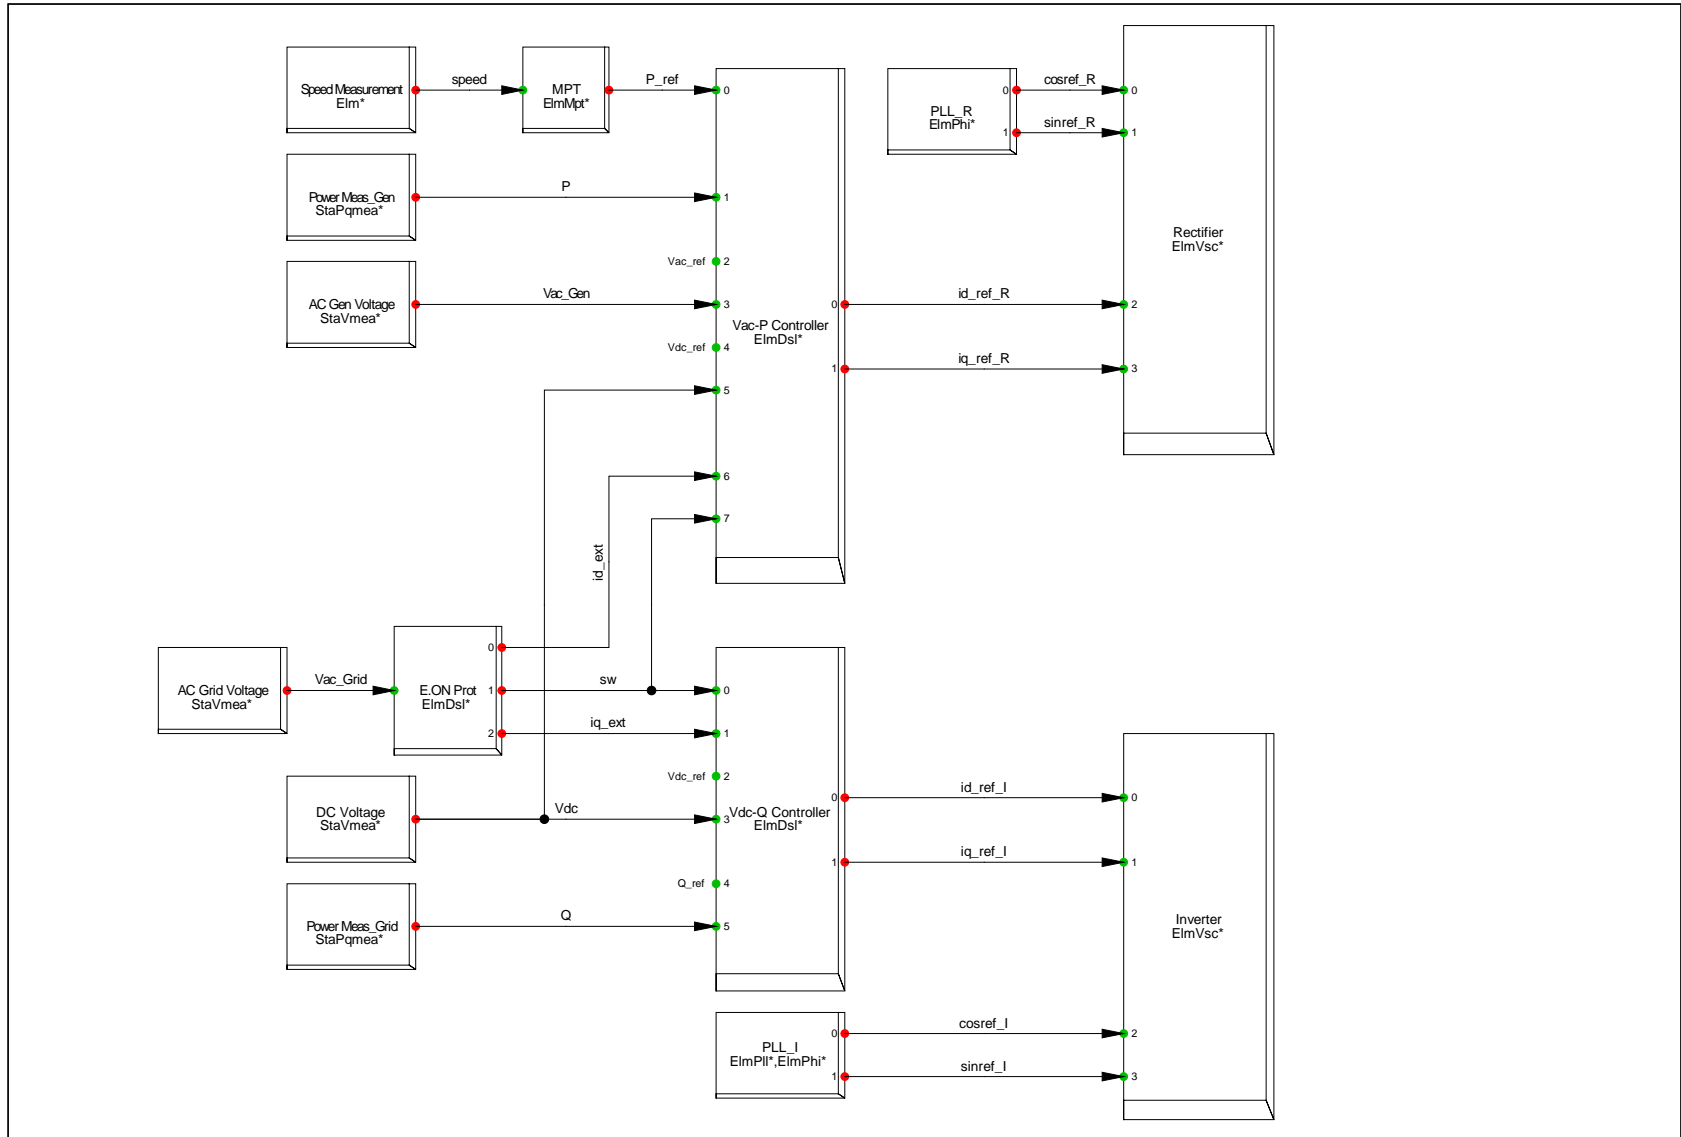 Speed Measurement
Elm*
speed
MPT
ElmMpt*
P_ref
0
PLL_R
ElmPhi*
0
1
cosref_R
sinref_R
0
1
Power Meas_Gen
StaPqmea*
P
1
Rectifier
ElmVsc*
Vac_ref
2
AC Gen Voltage
StaVmea*
Vac_Gen
3
Vac-P Controller
ElmDsl*
0
id_ref_R
2
Vdc_ref
4
1
iq_ref_R
3
5
6
7
id_ext
AC Grid Voltage
StaVmea*
Vac_Grid
E.ON Prot
ElmDsl*
0
1
2
sw
0
iq_ext
1
Vdc_ref
2
DC Voltage
StaVmea*
Vdc
3
Vdc-Q Controller
ElmDsl*
0
id_ref_I
0
1
iq_ref_I
1
Q_ref
4
Power Meas_Grid
StaPqmea*
Q
5
Inverter
ElmVsc*
PLL_I
ElmPll*,ElmPhi*
0
cosref_I
2
1
sinref_I
3